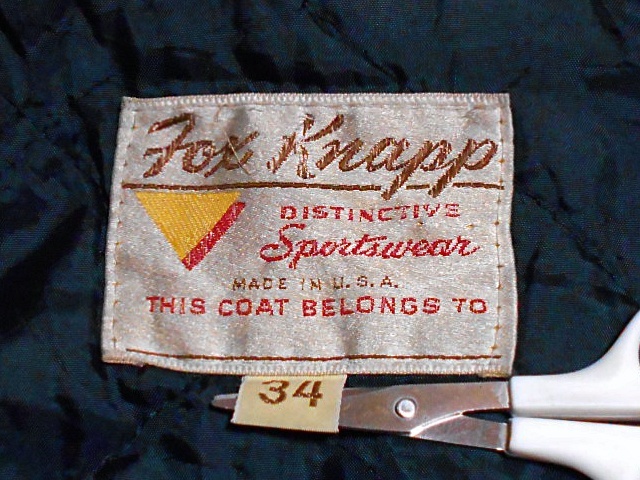 Fox Knapp
DISTINCTIVE
Sportswear
MADE IN U.S.A.
THIS COAT BELONGS TO
34